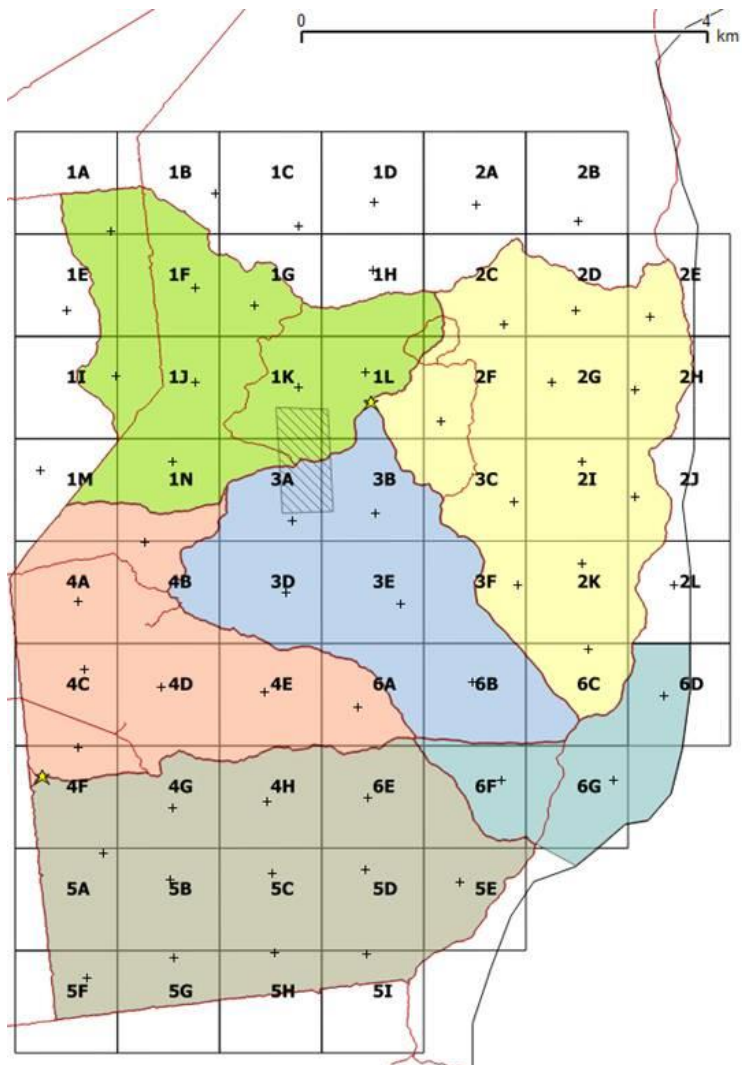 0 4
km
1A 1B 1C 1D 2A 2B
1E 1F 1G 1H 2C 2D 2E
1I 1J 1K 1L 2F 2G 2H
1M 1N 3A 3B 3C 2I 2J
4A 4B 3D 3E 3F 2K 2L
4C 4D 4E 6A 6B 6C 6D
4F 4G 4H 6E 6F 6G
5A 5B 5C 5D 5E
5F 5G 5H 5I